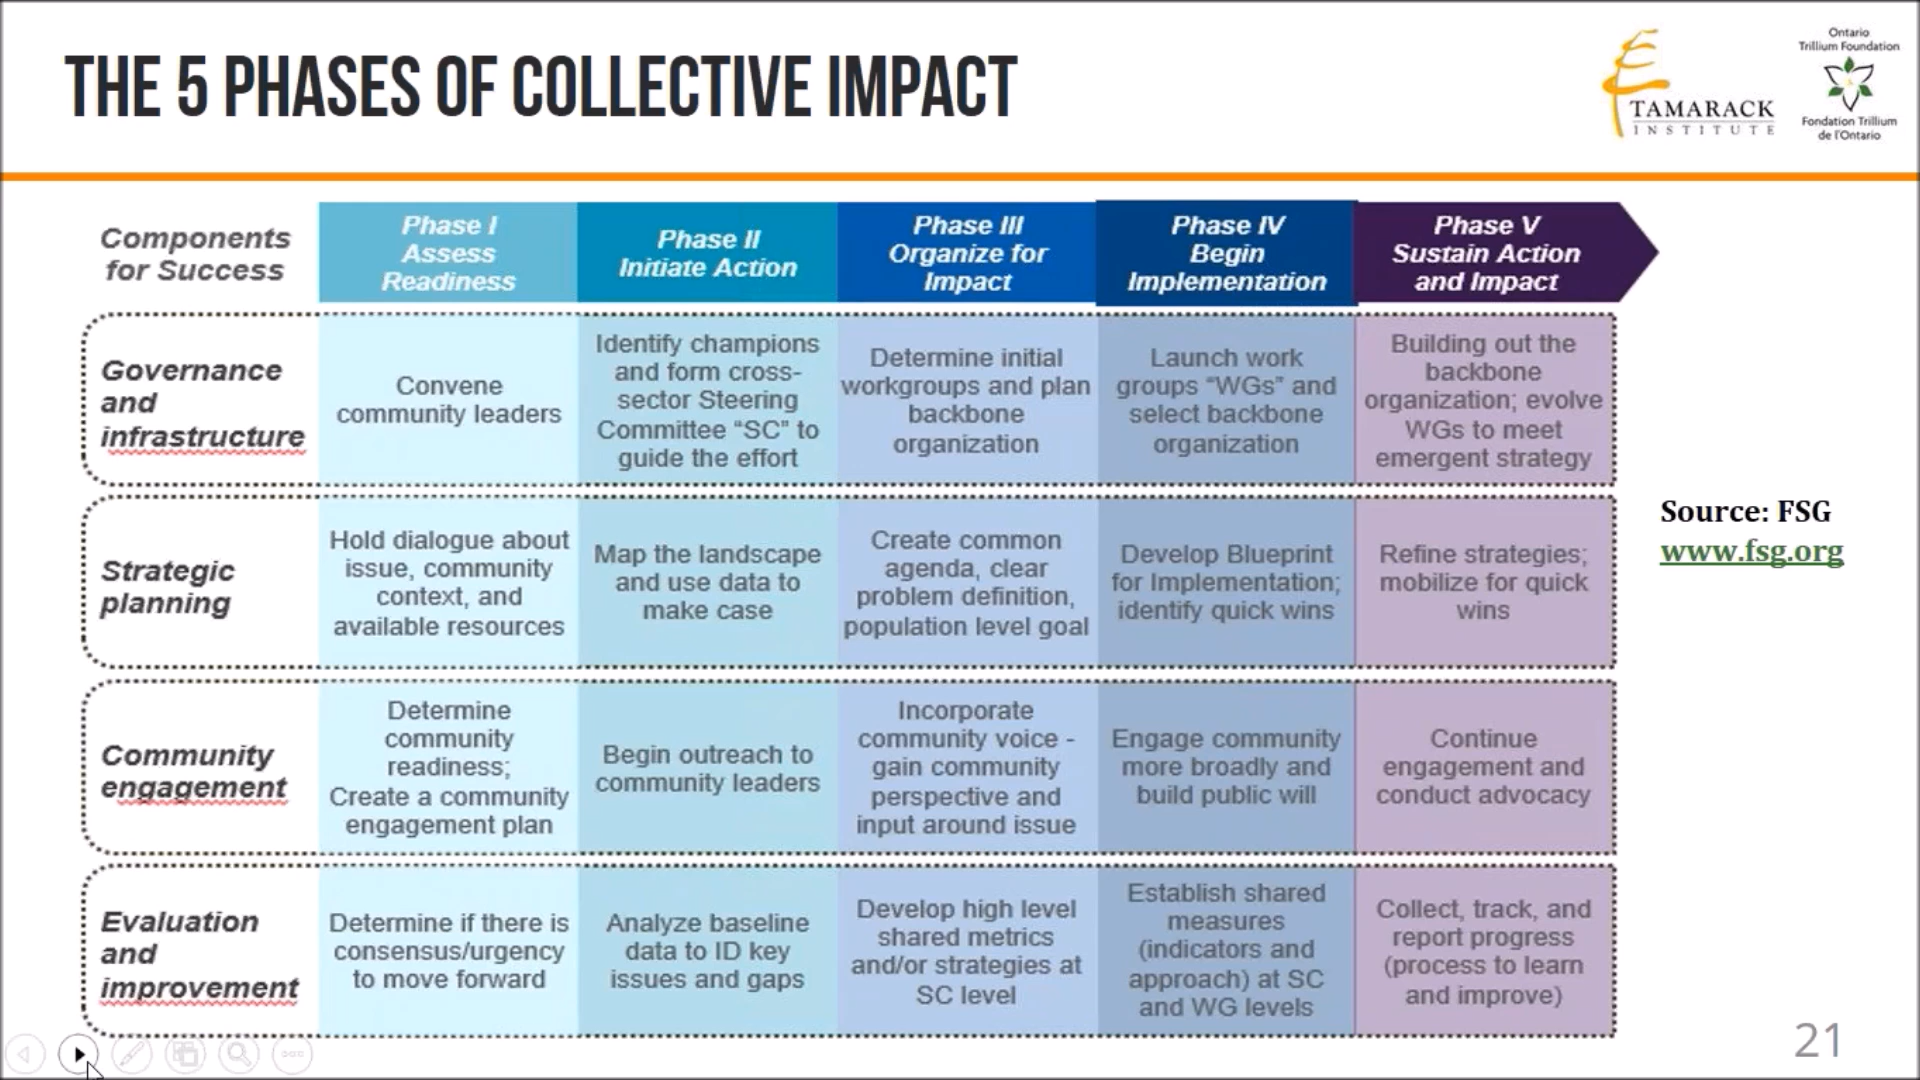 THE 5 PHASES OF COLLECTIVE IMPACT
TAMARACK
INSTITUTE
Ontario
Trillium Foundation
Fondation Trillium
de l'Ontario
Components
for Success
Phase I
Assess
Readiness
Phase II
Initiate Action
Phase III
Organize for
Impact
Phase IV
Begin
Implementation
Phase V
Sustain Action
and Impact
Governance
and
infrastructure
Convene
community leaders
Identify champions
and form cross-
sector Steering
Committee “SC” to
guide the effort
Determine initial
workgroups and plan
backbone
organization
Launch work
groups “WGs” and
select backbone
organization
Building out the
backbone
organization; evolve
WGs to meet
emergent strategy
Strategic
planning
Hold dialogue about
issue, community
context, and
available resources
Map the landscape
and use data to
make case
Create common
agenda, clear
problem definition,
population level goal
Develop Blueprint
for Implementation;
identify quick wins
Refine strategies;
mobilize for quick
wins
Community
engagement
Determine
community
readiness;
Create a community
engagement plan
Begin outreach to
community leaders
Incorporate
community voice -
gain community
perspective and
input around issue
Engage community
more broadly and
build public will
Continue
engagement and
conduct advocacy
Evaluation
and
improvement
Determine if there is
consensus/urgency
to move forward
Analyze baseline
data to ID key
issues and gaps
Develop high level
shared metrics
and/or strategies at
SC level
Establish shared
measures
(indicators and
approach) at SC
and WG levels
Collect, track, and
report progress
(process to learn
and improve)
Source: FSG
www.fsg.org
21